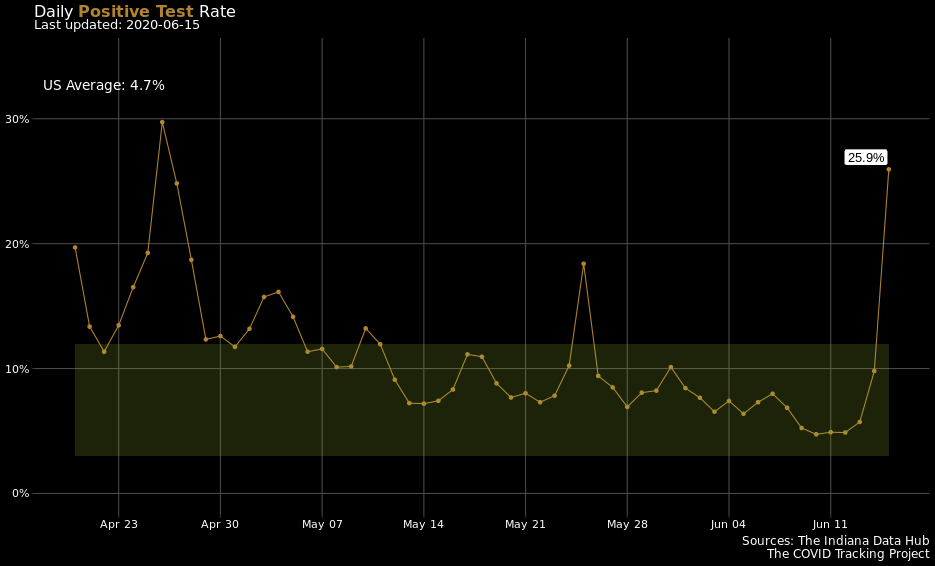 Daily Positive Test Rate
Last updated: 2020-06-15
US Average: 4.7%
30%
25.9%
20%
10%
0%
Apr 23 Apr 30 May 07 May 14 May 21 May 28 Jun 04 Jun 11
Sources: The Indiana Data Hub
The COVID Tracking Project